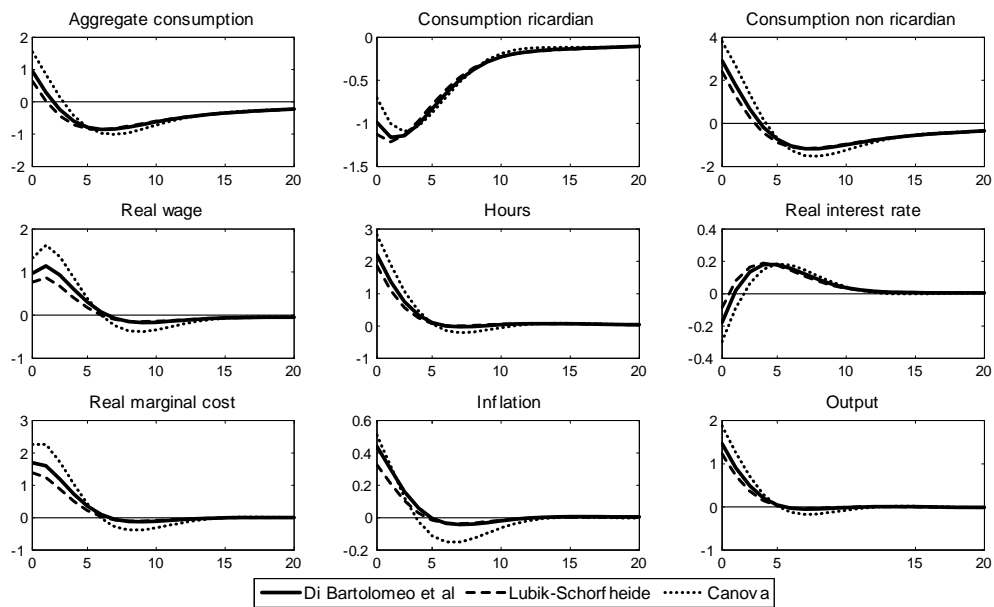 Aggregate consumption Consumption ricardian Consumption non ricardian
2 0 4
1 -0.5 2
0 -1 0
-1
-2 -1.5 -2
0 5 10 15 20 0 5 10 15 20 0 5 10 15 20
Real wage Hours Real interest rate
2 3 0.4
1 2 0.2
0 1 0
0 -0.2
-1 -1 -0.4
0 5 10 15 20 0 5 10 15 20 0 5 10 15 20
Real marginal cost Inflation Output
3 0.6 2
2 0.4 1
1 0.2
0 0 0
-1 -0.2 -1
0 5 10 15 20 0 5 10 15 20 0 5 10 15 20
Di Bartolomeo et al Lubik-Schorfheide Canova